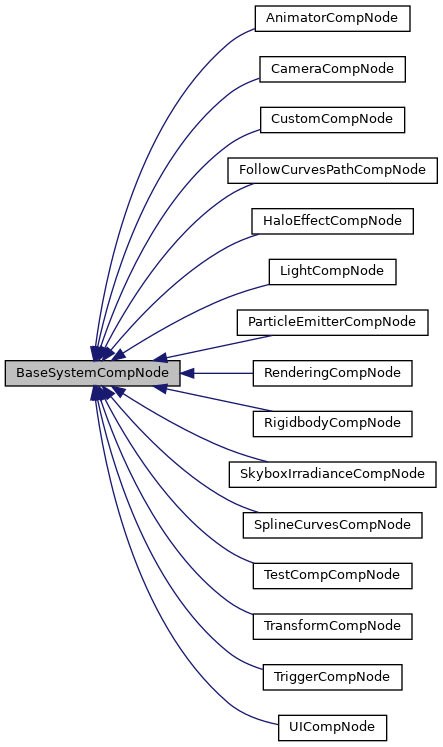 AnimatorCompNode
CameraCompNode
CustomCompNode
FollowCurvesPathCompNode
HaloEffectCompNode
LightCompNode
ParticleEmitterCompNode
BaseSystemCompNode
RenderingCompNode
RigidbodyCompNode
SkyboxIrradianceCompNode
SplineCurvesCompNode
TestCompCompNode
TransformCompNode
TriggerCompNode
UICompNode